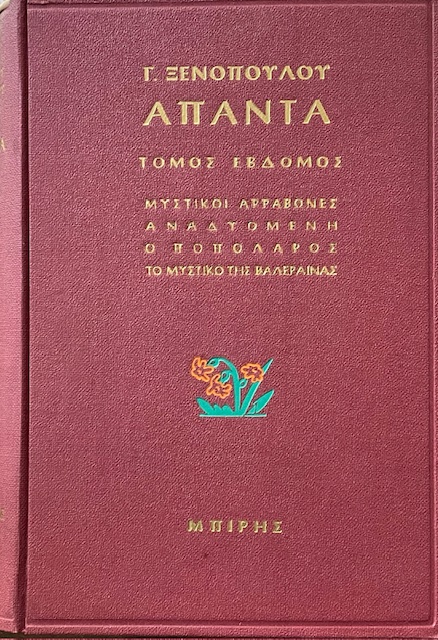 Γ. ΞΕΝΟΠΟΥΛΟΥ
ΑΠΑΝΤΑ
ΤΟΜΟΣ ΕΒΔΟΜΟΣ
ΜΥΣΤΙΚΟΙ ΑΡΡΑΒΩΝΕΣ
ΑΝΑΔΥΟΜΕΝΗ
Ο ΠΟΠΟΛΑΡΟΣ
ΤΟ ΜΥΣΤΙΚΟ ΤΗΣ ΒΑΛΕΡΑΙΝΑΣ
ΜΠΙΡΗΣ